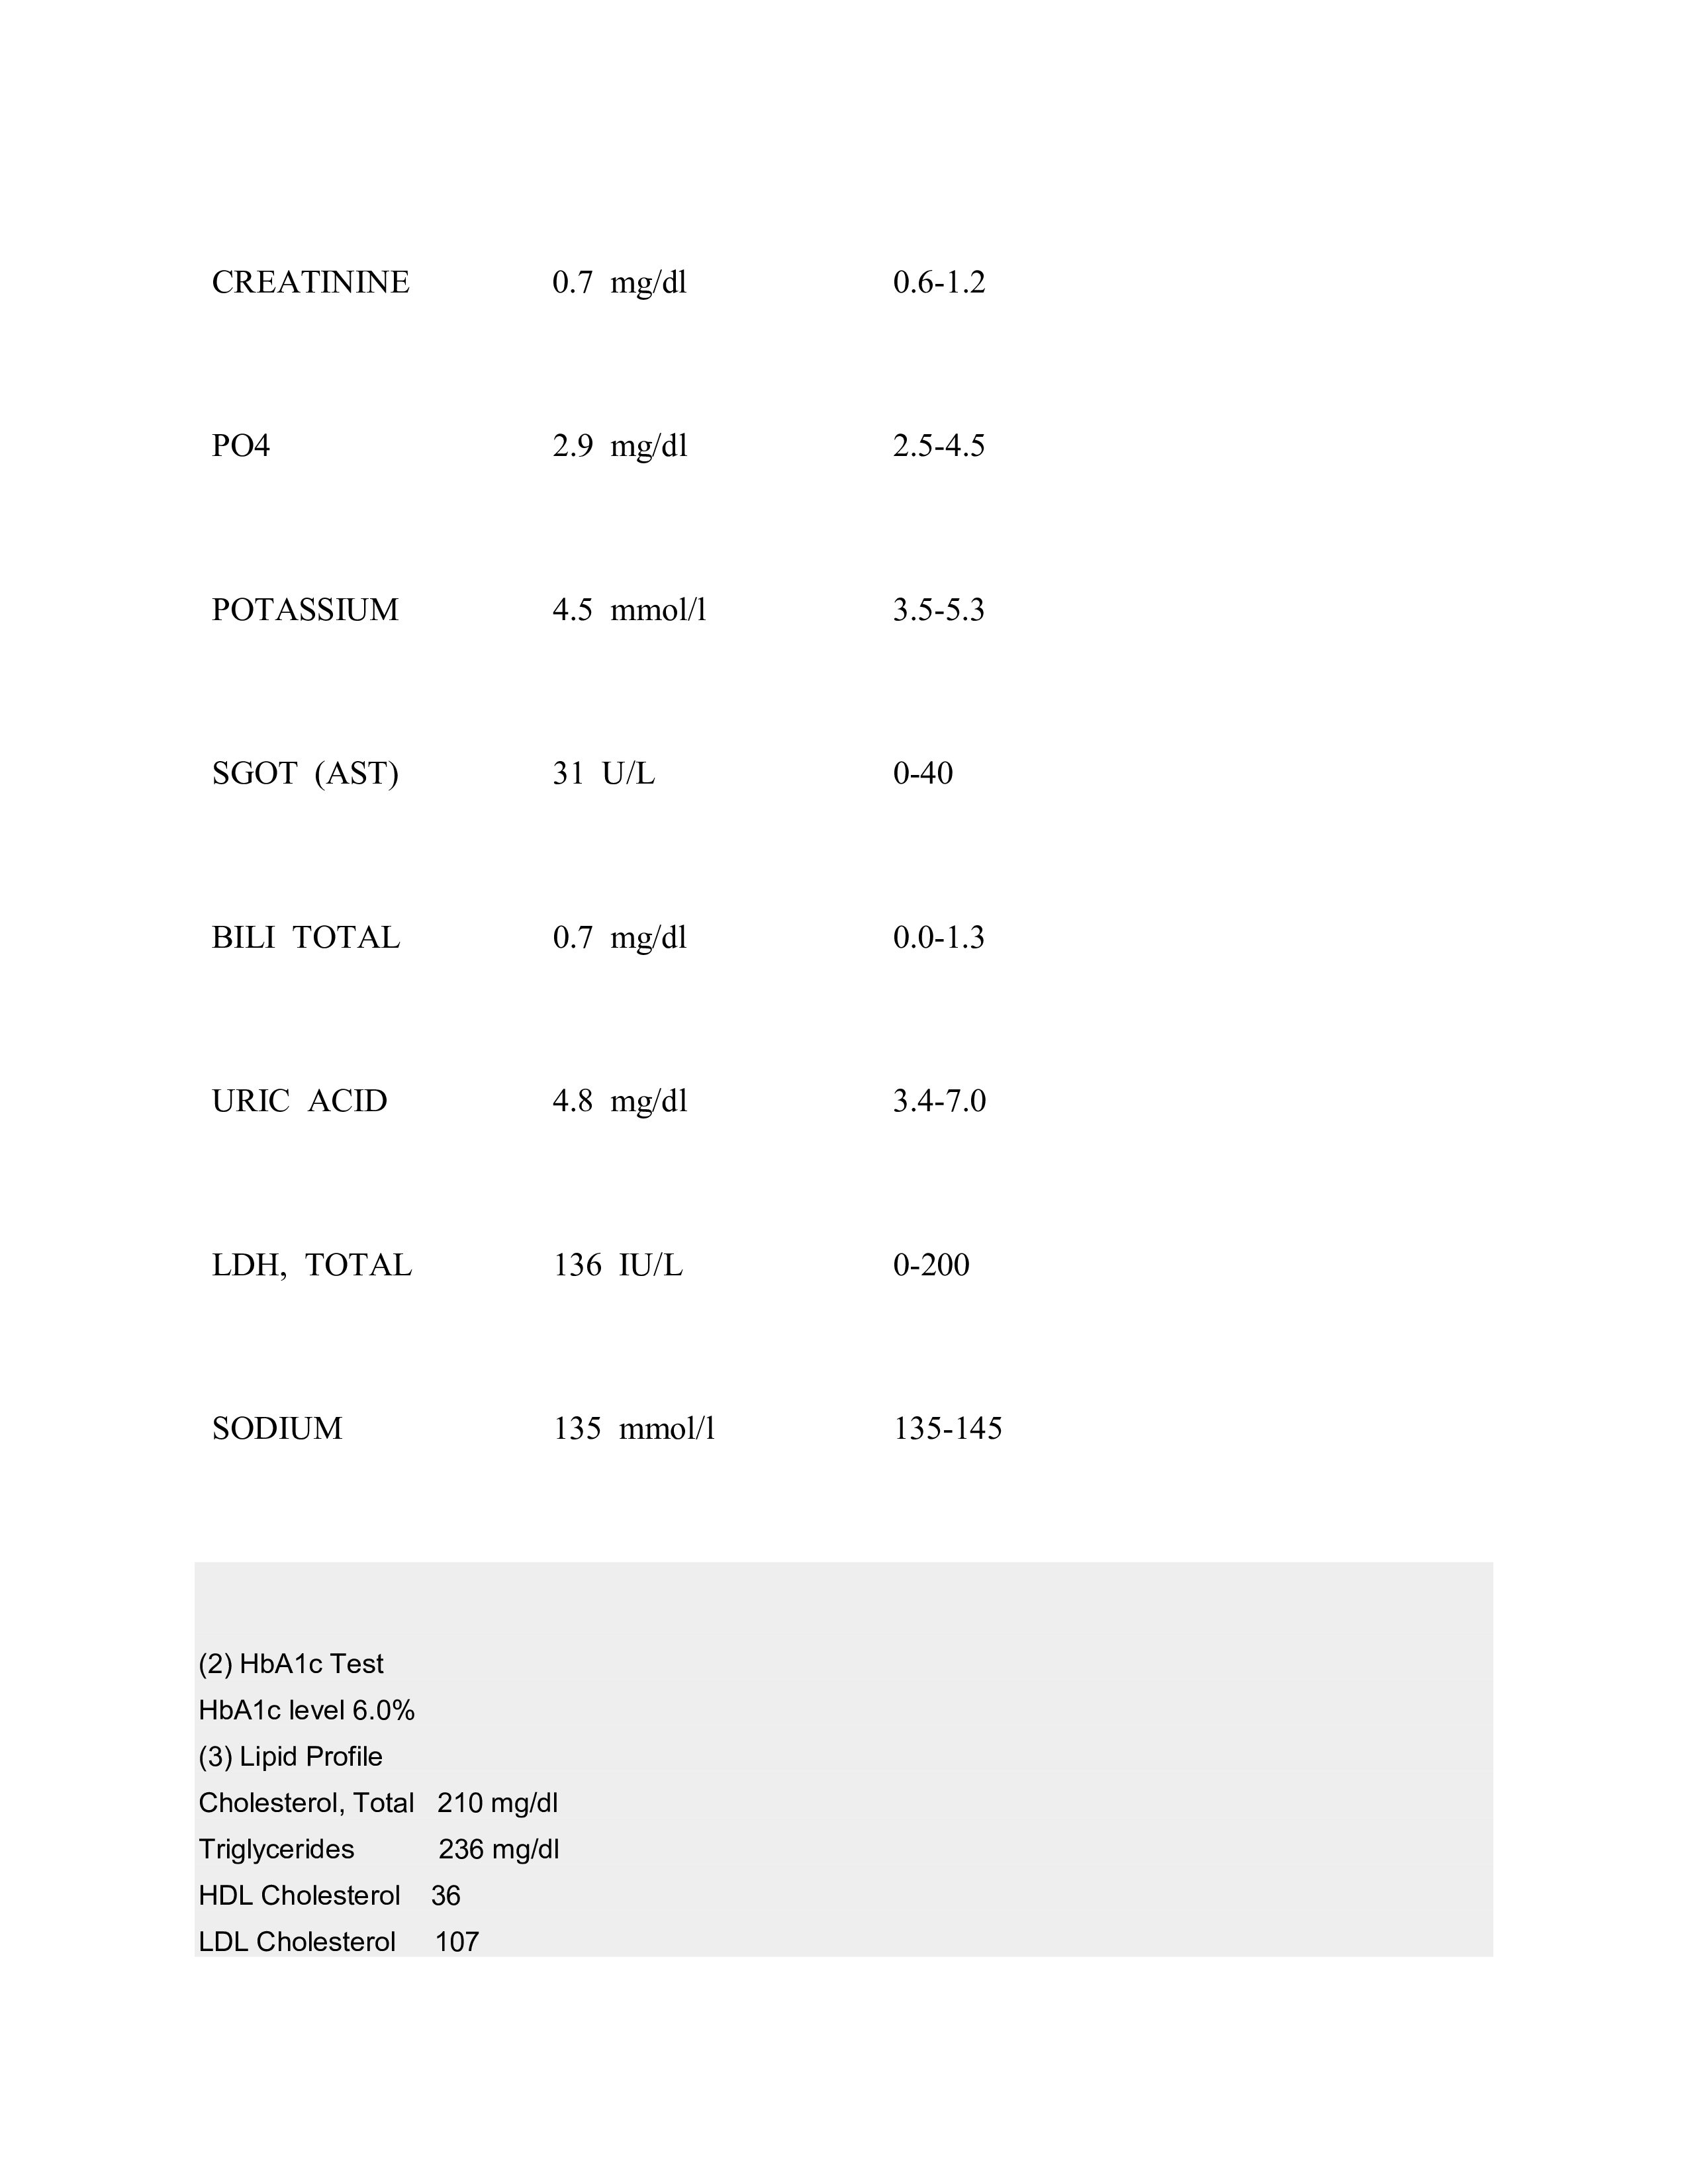 CREATININE 0.7 mg/dl 0.6-1.2
PO4 2.9 mg/dl 2.5-4.5
POTASSIUM 4.5 mmol/l 3.5-5.3
SGOT (AST) 31 U/L 0-40
BILI TOTAL 0.7 mg/dl 0.0-1.3
URIC ACID 4.8 mg/dl 3.4-7.0
LDH, TOTAL 136 IU/L 0-200
SODIUM 135 mmol/l 135-145
(2) HbA1c Test
HbA1c level 6.0%
(3) Lipid Profile
Cholesterol, Total 210 mg/dl
Triglycerides 236 mg/dl
HDL Cholesterol 36
LDL Cholesterol 107